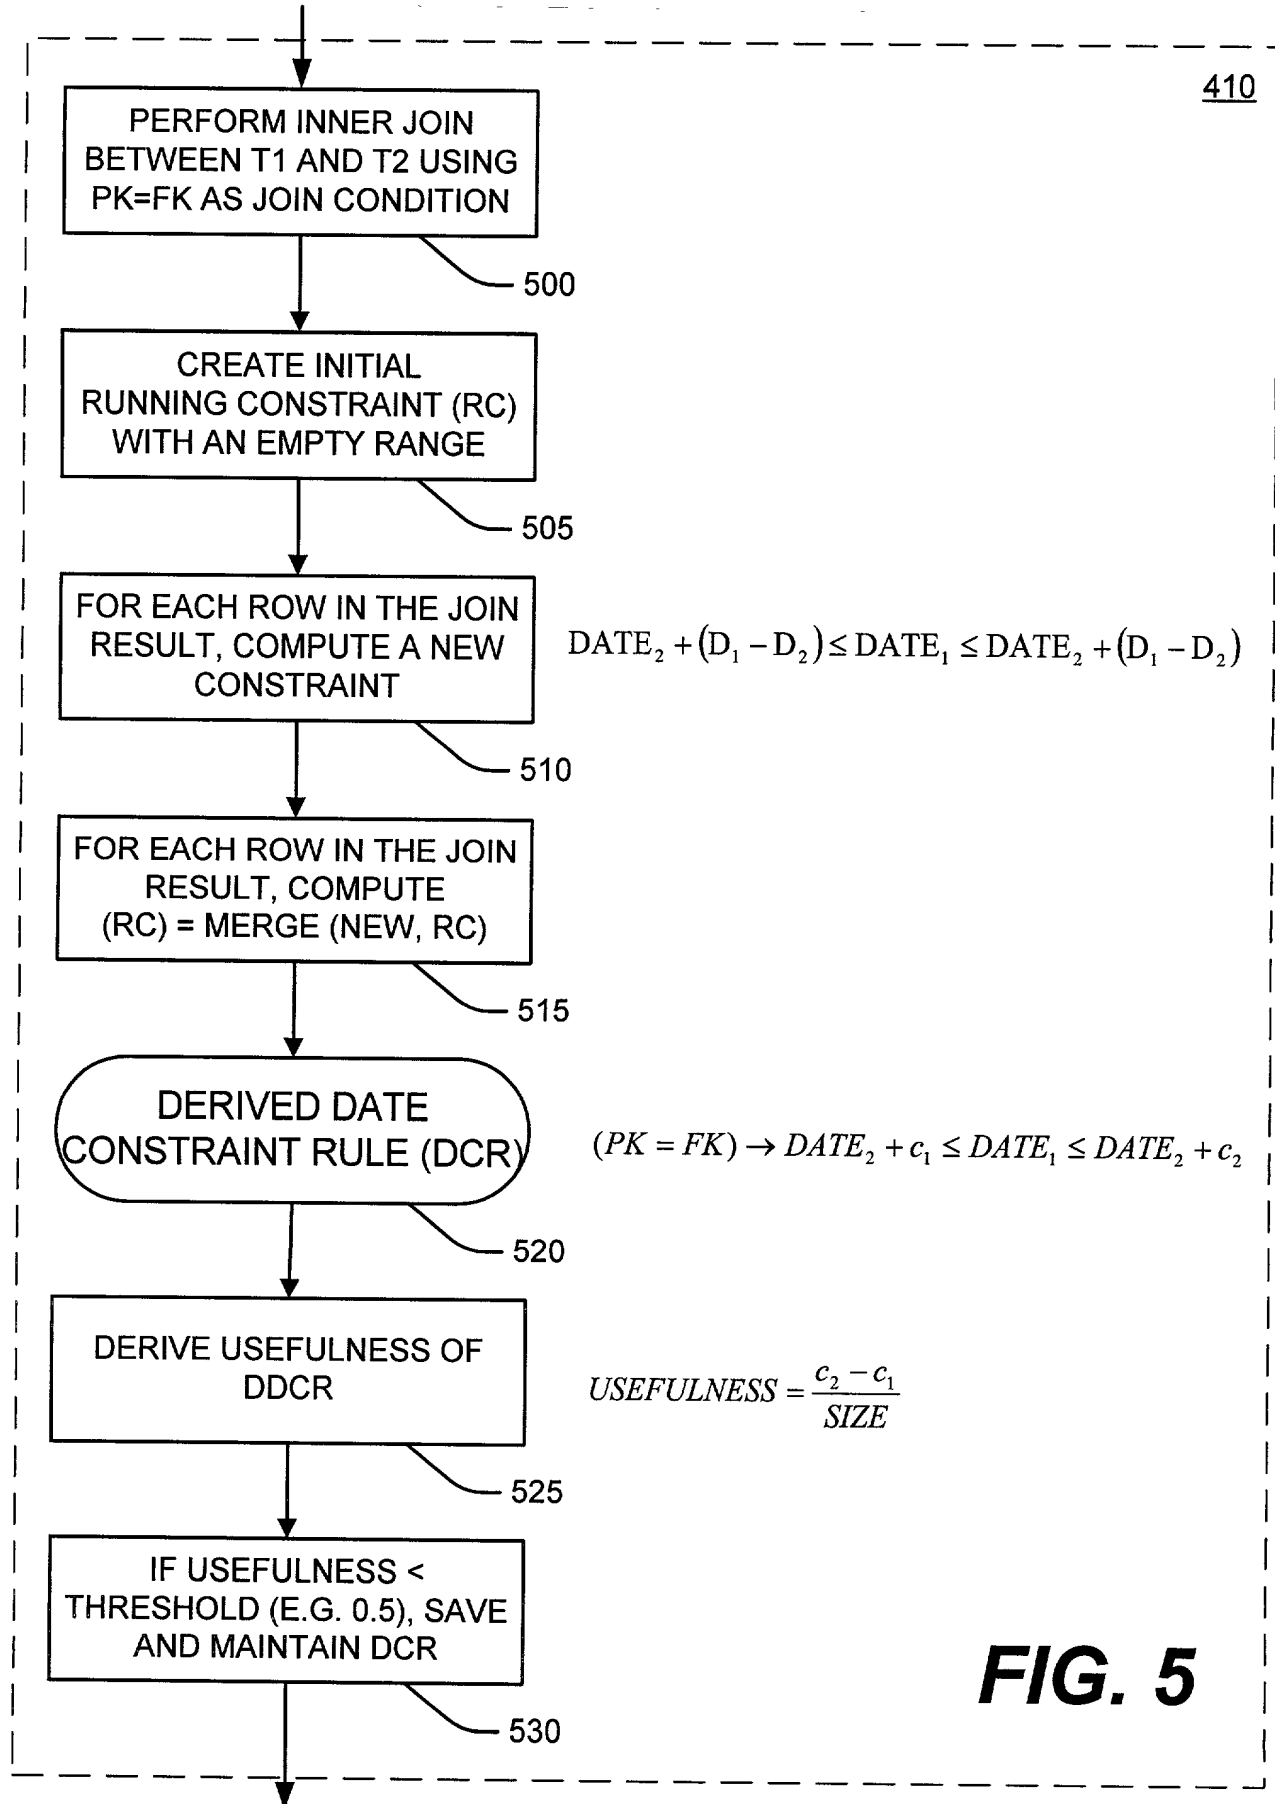 410
PERFORM INNER JOIN
BETWEEN T1 AND T2 USING
PK=FK AS JOIN CONDITION
500
CREATE INITIAL
RUNNING CONSTRAINT (RC)
WITH AN EMPTY RANGE
505
FOR EACH ROW IN THE JOIN
RESULT, COMPUTE A NEW
CONSTRAINT
DATE₂ + (D₁ − D₂) ≤ DATE₁ ≤ DATE₂ + (D₁ − D₂)
510
FOR EACH ROW IN THE JOIN
RESULT, COMPUTE
(RC) = MERGE (NEW, RC)
515
DERIVED DATE
CONSTRAINT RULE (DCR)
(PK = FK) → DATE₂ + c₁ ≤ DATE₁ ≤ DATE₂ + c₂
520
DERIVE USEFULNESS OF
DDCR
USEFULNESS = c₂ − c₁
SIZE
525
IF USEFULNESS <
THRESHOLD (E.G. 0.5), SAVE
AND MAINTAIN DCR
530
FIG. 5